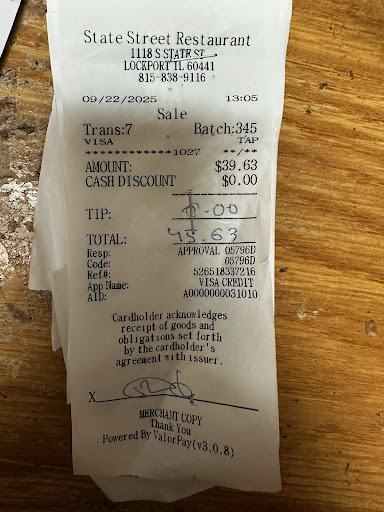 State Street Restaurant
1118 S STATE ST
LOCKPORT IL 60441
815-838-9116
09/22/2025 13:05
Sale
Trans:7 Batch:345
VISA TAP
************1027 **/**
AMOUNT: $39.63
CASH DISCOUNT $0.00
TIP: 6.00
TOTAL: 45.63
Resp: APPROVAL 05796D
Code: 05796D
Ref#: 526518337216
App Name: VISA CREDIT
AID: A0000000031010
Cardholder acknowledges
receipt of goods and
obligations set forth
by the cardholder's
agreement with issuer.
X
MERCHANT COPY
Thank You
Powered By ValorPay(v3.0.8)